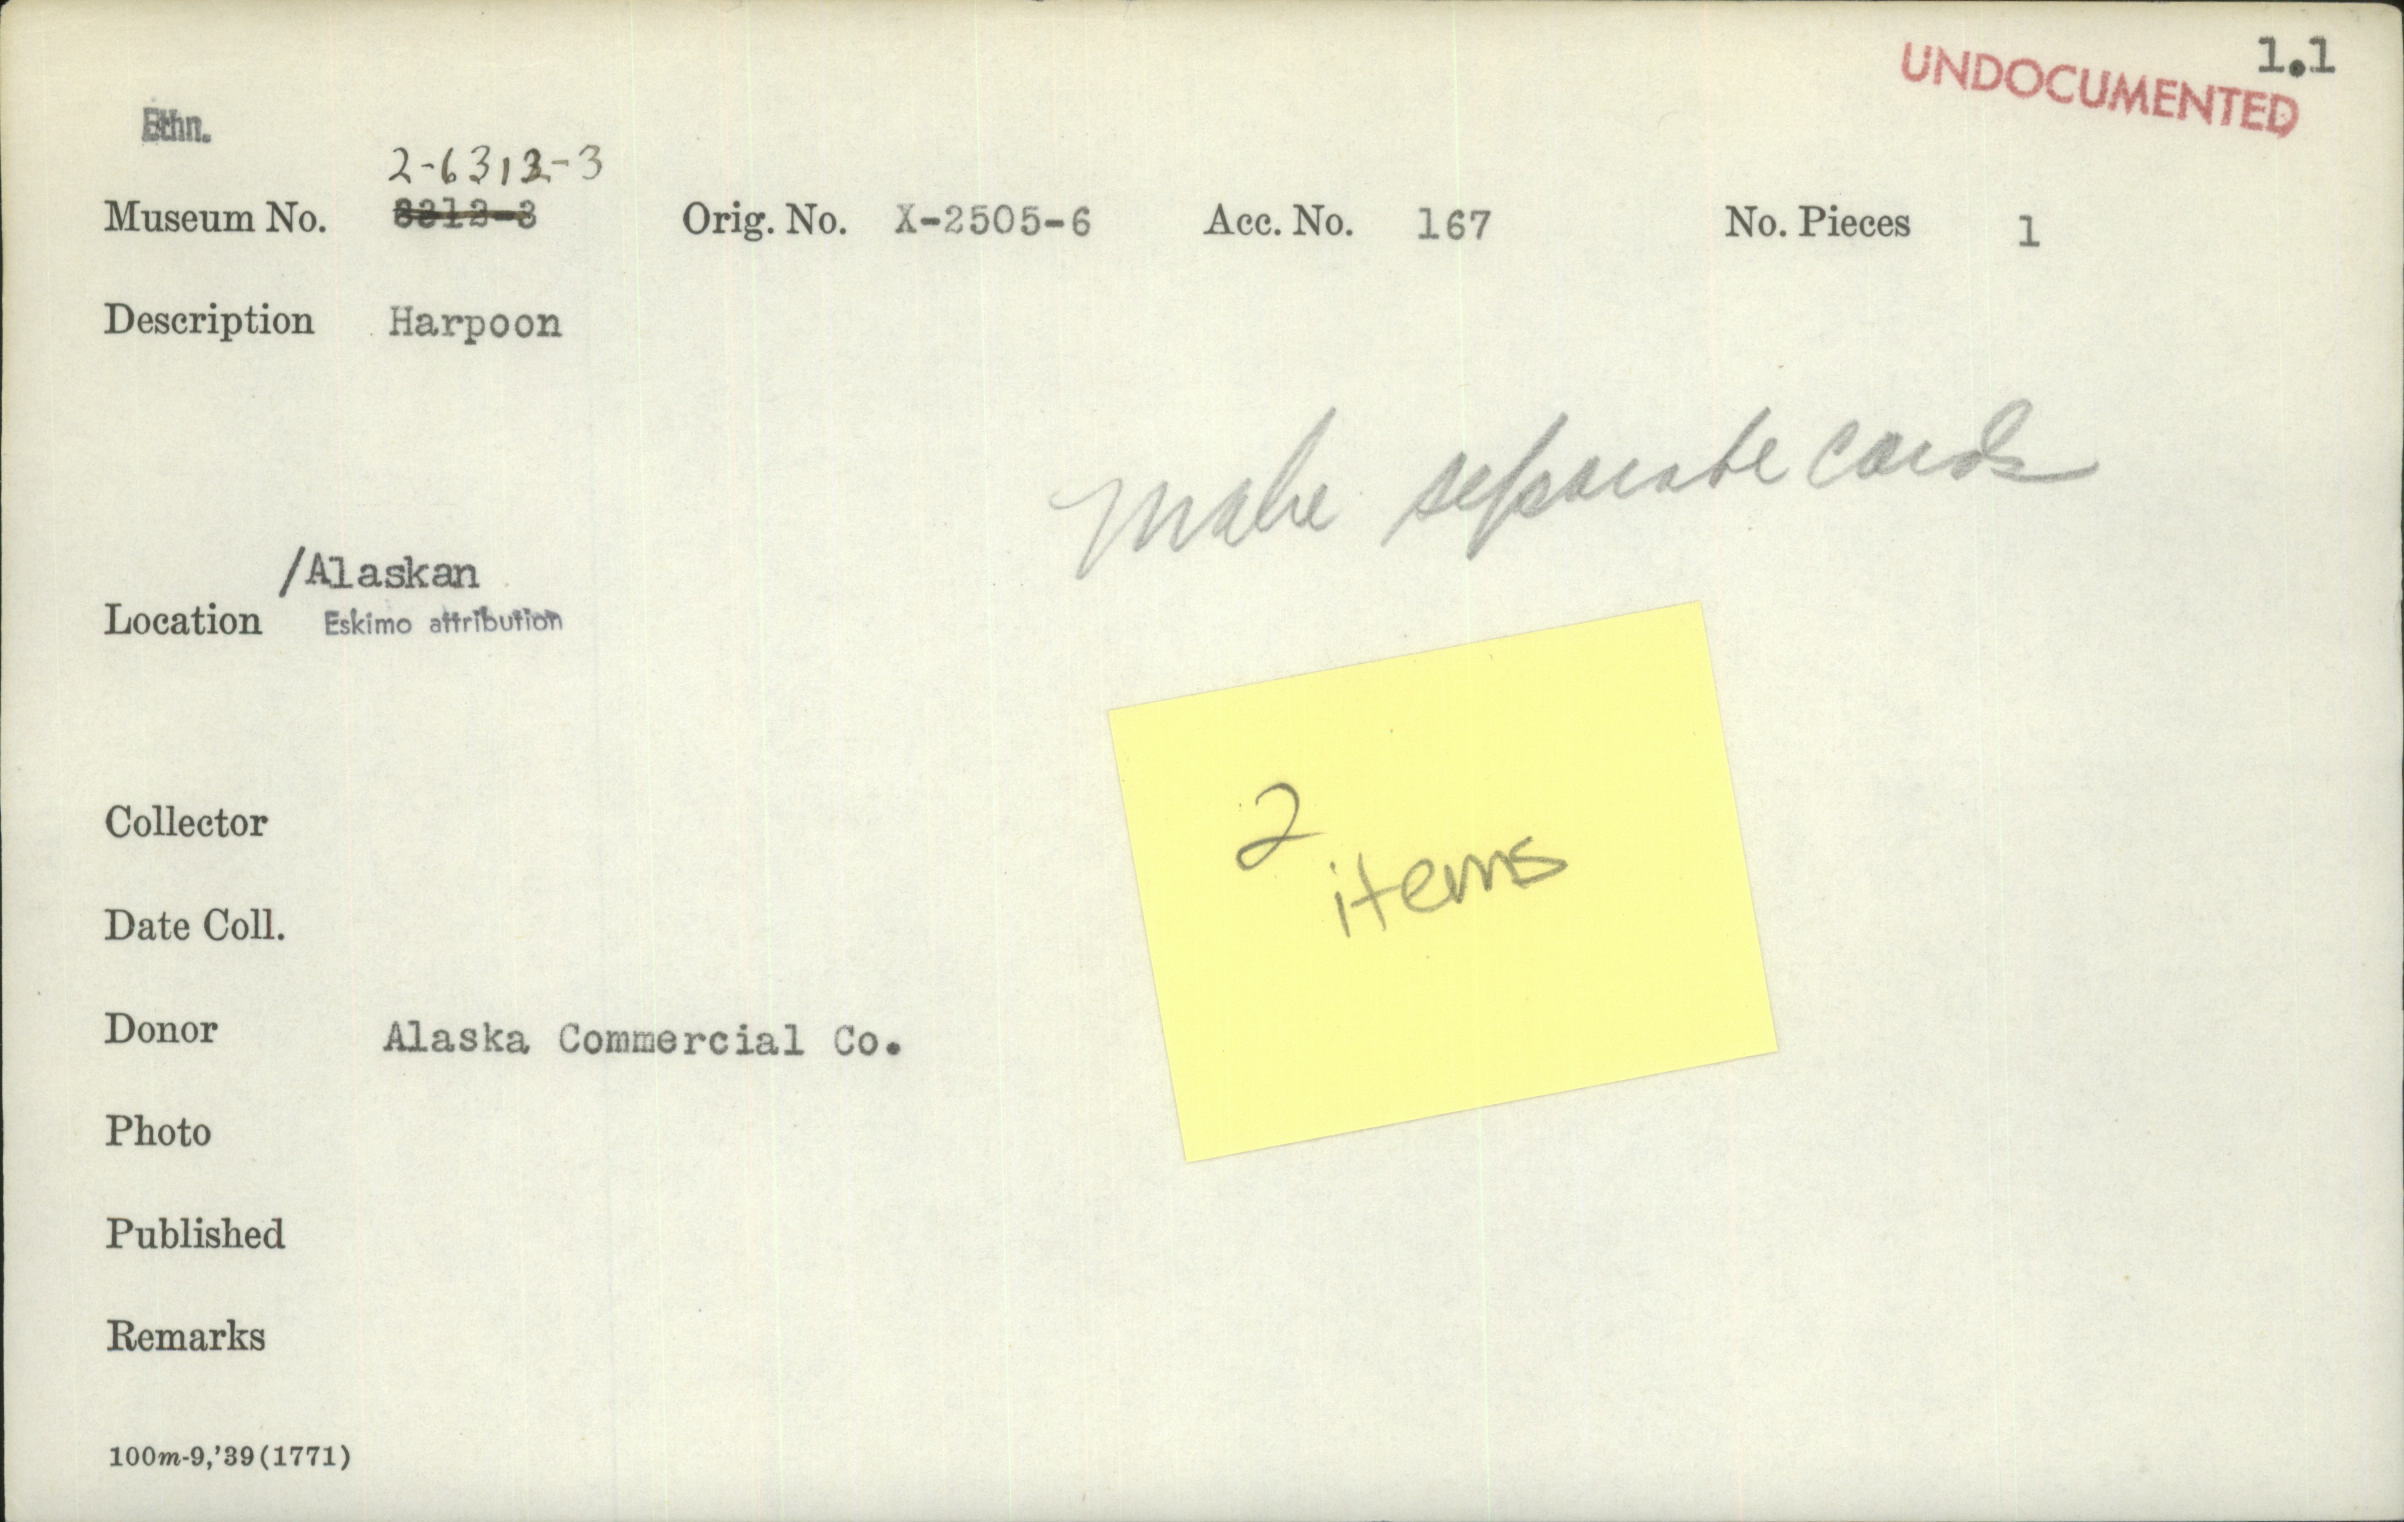 1.1
UNDOCUMENTED
Ethn.
2-6312-3
Museum No. Orig. No. X-2505-6 Acc. No. 167 No. Pieces 1
Description Harpoon
Make separate cards
/Alaskan
Location Eskimo attribution
2
items
Collector
Date Coll.
Donor Alaska Commercial Co.
Photo
Published
Remarks
100m-9,'39(1771)